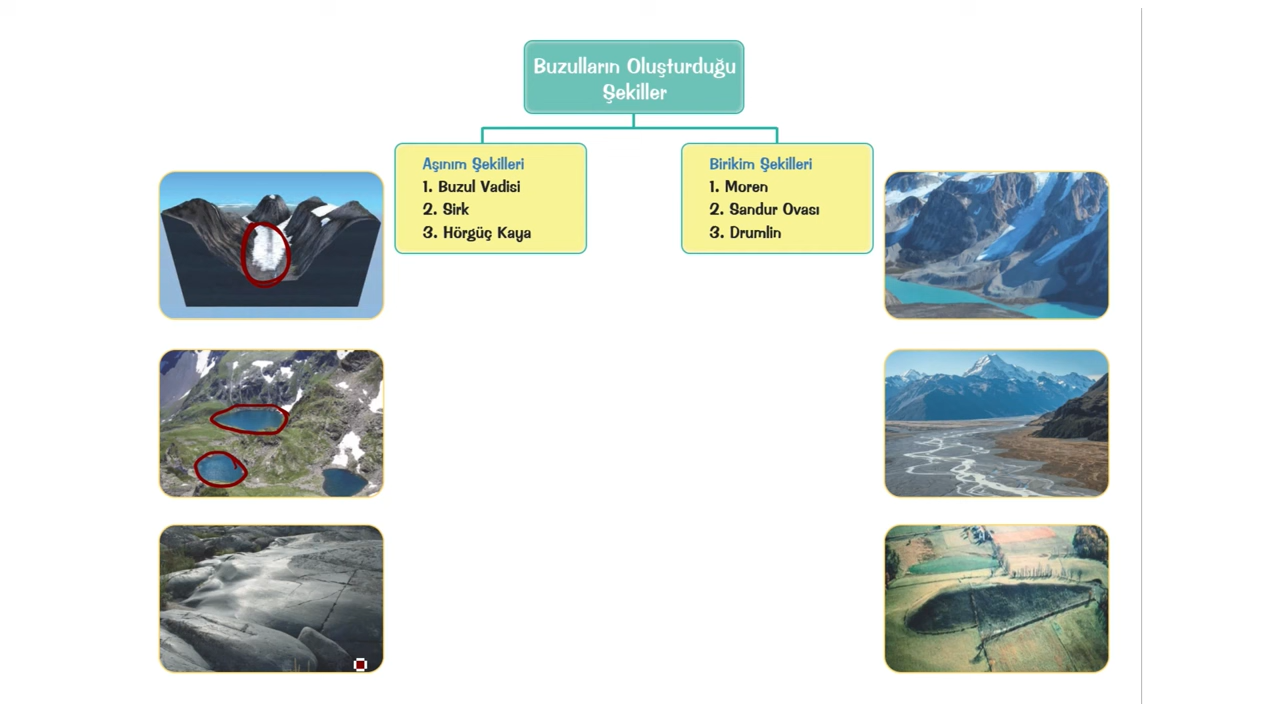 Buzulların Oluşturduğu
Şekiller
Aşınım Şekilleri
1. Buzul Vadisi
2. Sirk
3. Hörgüç Kaya
Birikim Şekilleri
1. Moren
2. Sandur Ovası
3. Drumlin